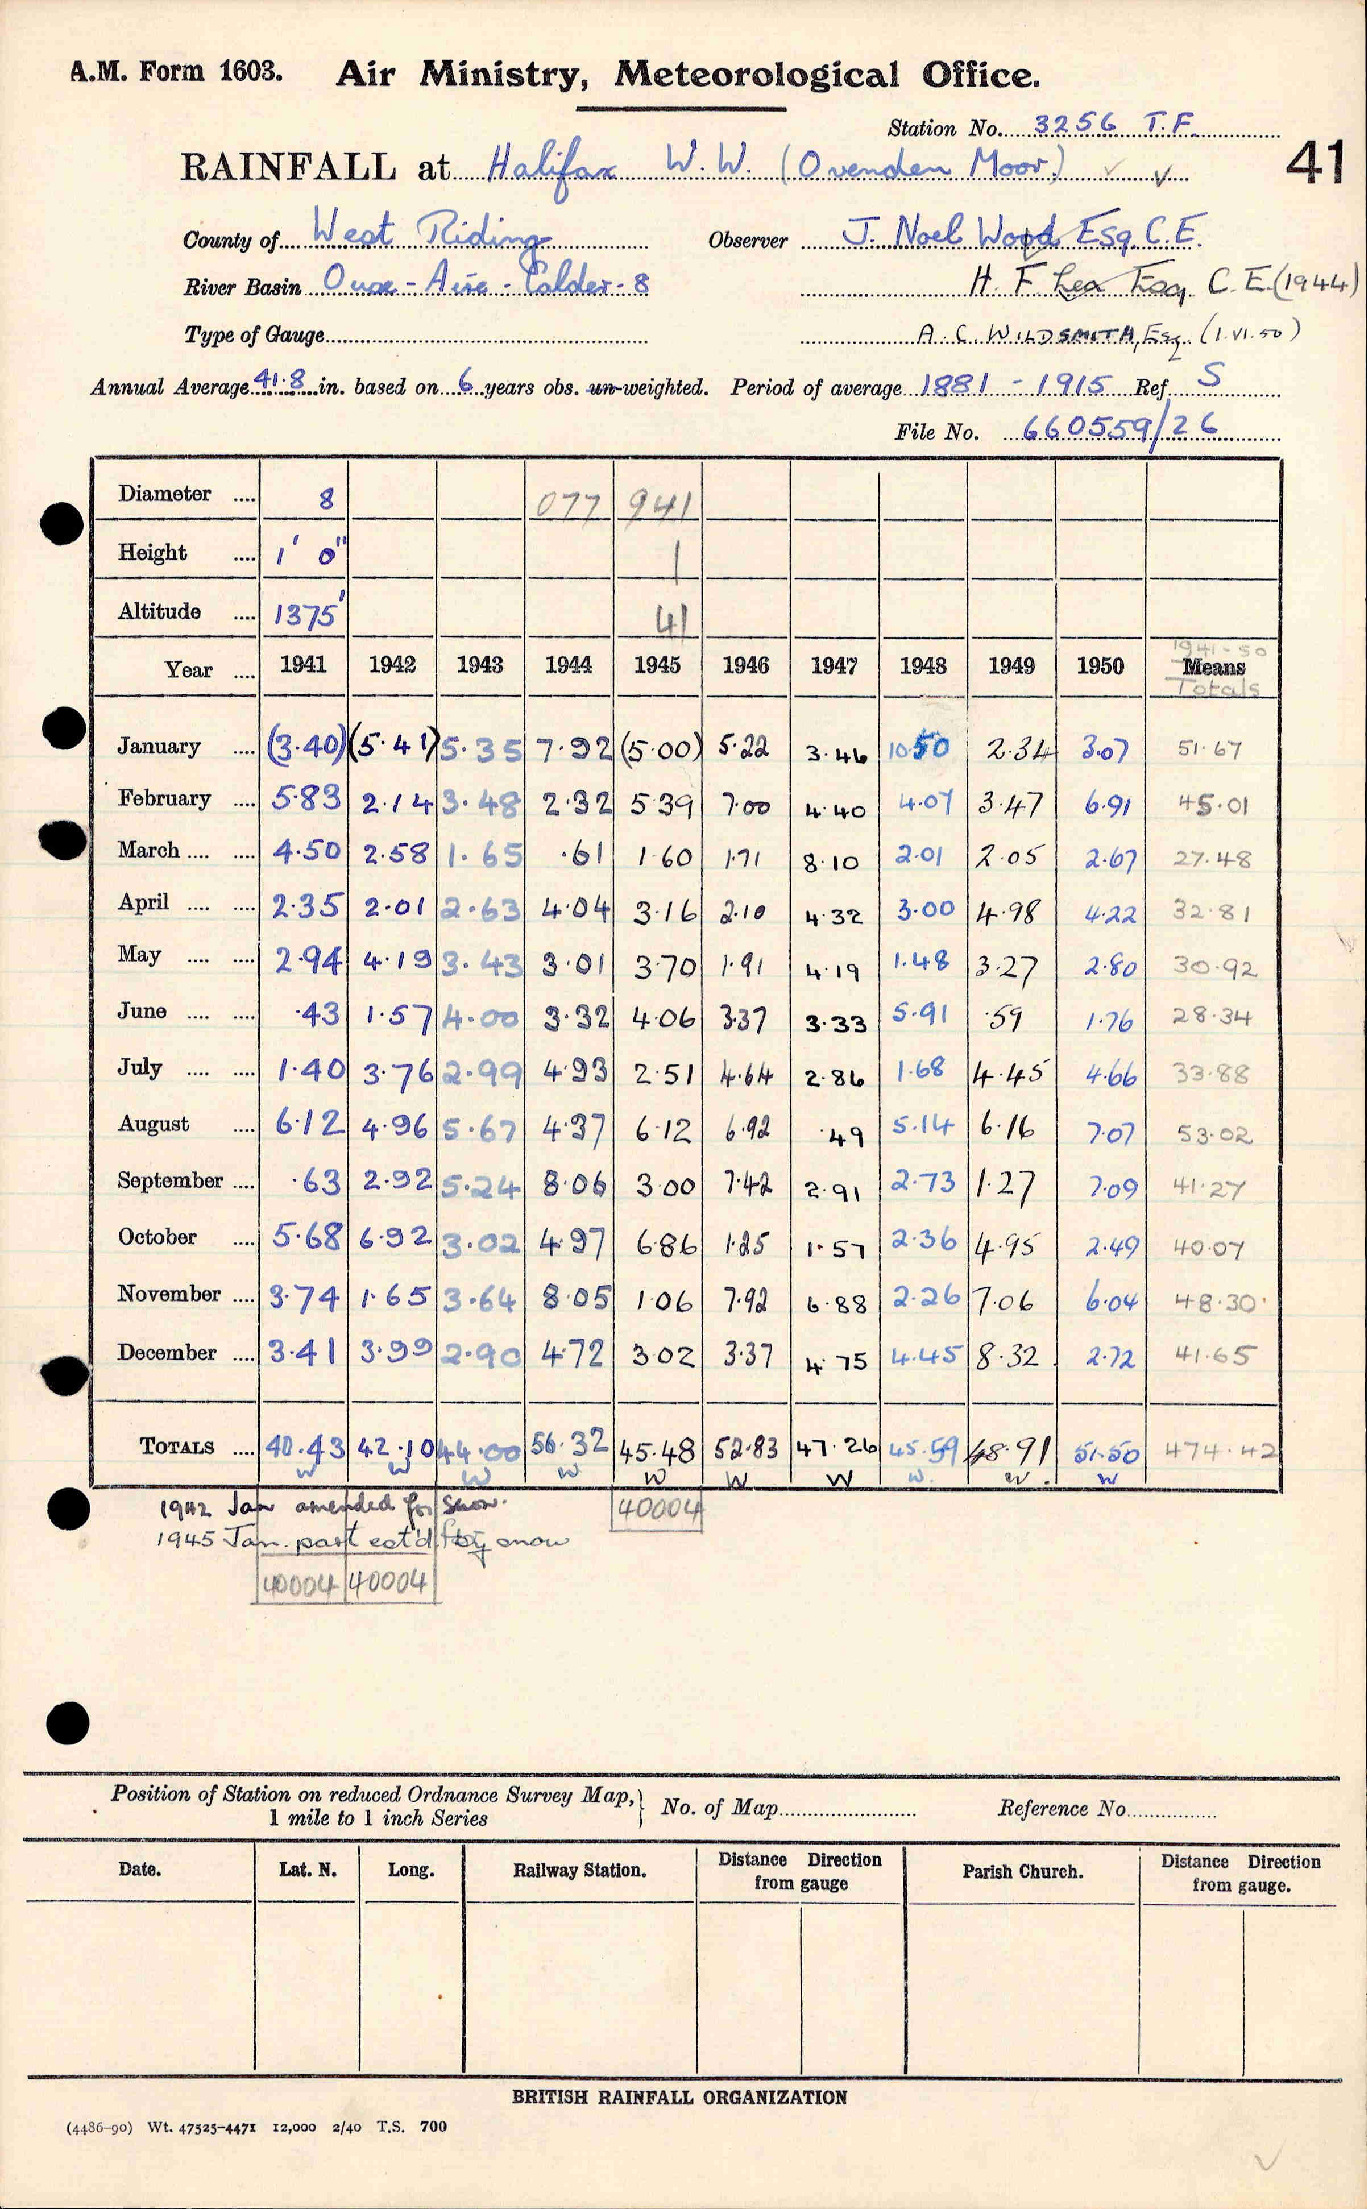 A.M. Form 1603. Air Ministry, Meteorological Office.
Station No. 3256 T.F.
RAINFALL at Halifax W.W. (Ovenden Moor) ✓ ✓ 41
County of West Riding Observer J. Noel Wood Esq. C.E.
River Basin Ouse - Aire - Calder - 8 H. F. Lea Esq C.E. (1944)
Type of Gauge A. C. WILDSMITH, Esq. (1.VI.50)
Annual Average 41.8 in. based on 6 years obs. un-weighted. Period of average 1881 - 1915 Ref. S
File No. 660559/26
Diameter .... 8 077 941
Height .... 1' 0" 1
Altitude .... 1375' 41
Year .... 1941 1942 1943 1944 1945 1946 1947 1948 1949 1950 1941-50 Means Totals
January .... (3.40) (5.41) 5.35 7.92 (5.00) 5.22 3.46 10.50 2.34 3.07 51.67
February .... 5.83 2.14 3.48 2.32 5.39 7.00 4.40 4.07 3.47 6.91 45.01
March .... .... 4.50 2.58 1.65 .61 1.60 1.71 8.10 2.01 2.05 2.67 27.48
April .... .... 2.35 2.01 2.63 4.04 3.16 2.10 4.32 3.00 4.98 4.22 32.81
May .... .... 2.94 4.19 3.43 3.01 3.70 1.91 4.19 1.48 3.27 2.80 30.92
June .... .... .43 1.57 4.00 3.32 4.06 3.37 3.33 5.91 .59 1.76 28.34
July .... .... 1.40 3.76 2.99 4.93 2.51 4.64 2.86 1.68 4.45 4.66 33.88
August .... 6.12 4.96 5.67 4.37 6.12 6.92 .49 5.14 6.16 7.07 53.02
September .... .63 2.92 5.24 8.06 3.00 7.42 2.91 2.73 1.27 7.09 41.27
October .... 5.68 6.92 3.02 4.97 6.86 1.25 1.57 2.36 4.95 2.49 40.07
November .... 3.74 1.65 3.64 8.05 1.06 7.92 6.88 2.26 7.06 6.04 48.30
December .... 3.41 3.99 2.90 4.72 3.02 3.37 4.75 4.45 8.32 2.72 41.65
TOTALS .... 40.43 42.10 44.00 56.32 45.48 52.83 47.26 45.59 48.91 51.50 474.42
w w w w w w w w w w
1942 Jan amended for snow. 40004
1945 Jan. part est'd snow
40004 40004
Position of Station on reduced Ordnance Survey Map, } No. of Map Reference No.
1 mile to 1 inch Series
Date. Lat. N. Long. Railway Station. Distance Direction from gauge Parish Church. Distance Direction from gauge.
BRITISH RAINFALL ORGANIZATION
(4486-90) Wt. 47525-4471 12,000 2/40 T.S. 700
✓